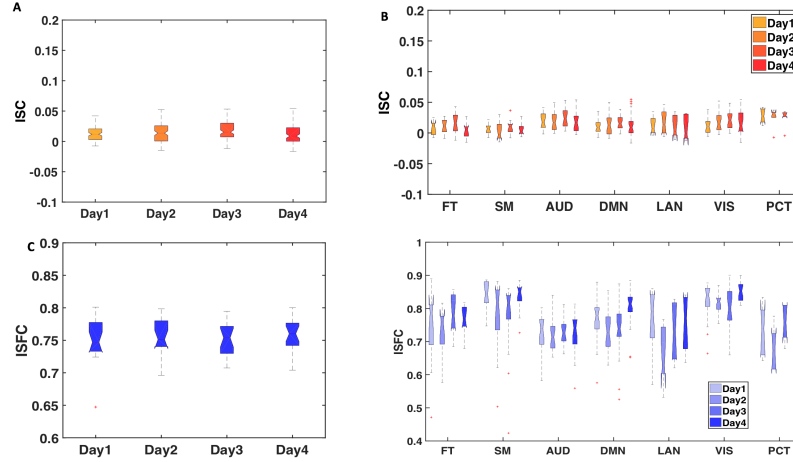 A
0.2
0.15
0.1
0.05
0
-0.05
-0.1
ISC
Day1 Day2 Day3 Day4
B
0.2
0.15
0.1
0.05
0
-0.05
-0.1
ISC
Day1
Day2
Day3
Day4
FT SM AUD DMN LAN VIS PCT
C
0.9
0.85
0.8
0.75
0.7
0.65
0.6
ISFC
Day1 Day2 Day3 Day4
1
0.9
0.8
0.7
0.6
0.5
0.4
ISFC
Day1
Day2
Day3
Day4
FT SM AUD DMN LAN VIS PCT